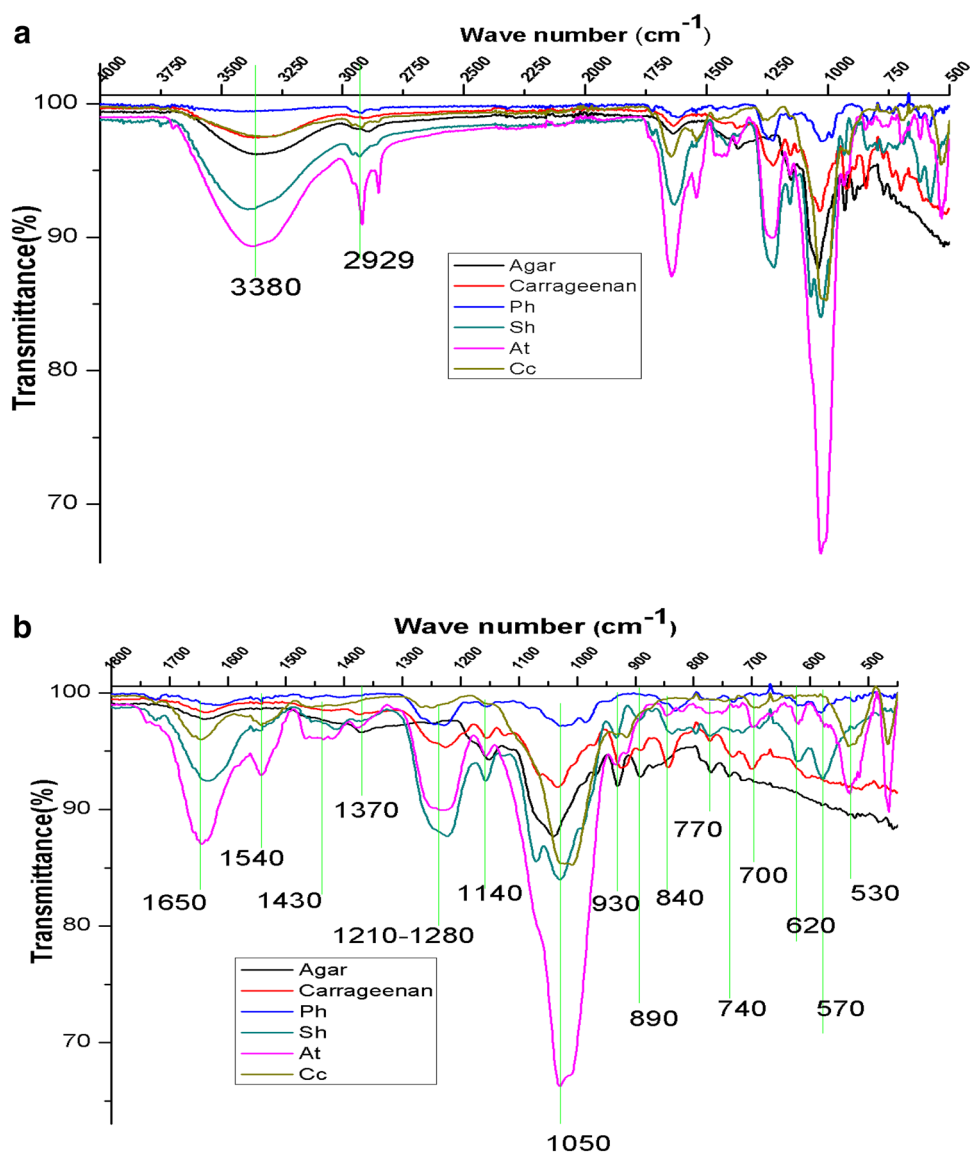 a
Wave number (cm-1)
4000 3750 3500 3250 3000 2750 2500 2250 2000 1750 1500 1250 1000 750 500
100
90
80
70
Transmittance(%)
3380
2929
Agar
Carrageenan
Ph
Sh
At
Cc
b
Wave number (cm-1)
1800 1700 1600 1500 1400 1300 1200 1100 1000 900 800 700 600 500
100
90
80
70
Transmittance(%)
1650
1540
1430
1370
1210-1280
1140
1050
930
890
840
770
740
700
620
570
530
Agar
Carrageenan
Ph
Sh
At
Cc